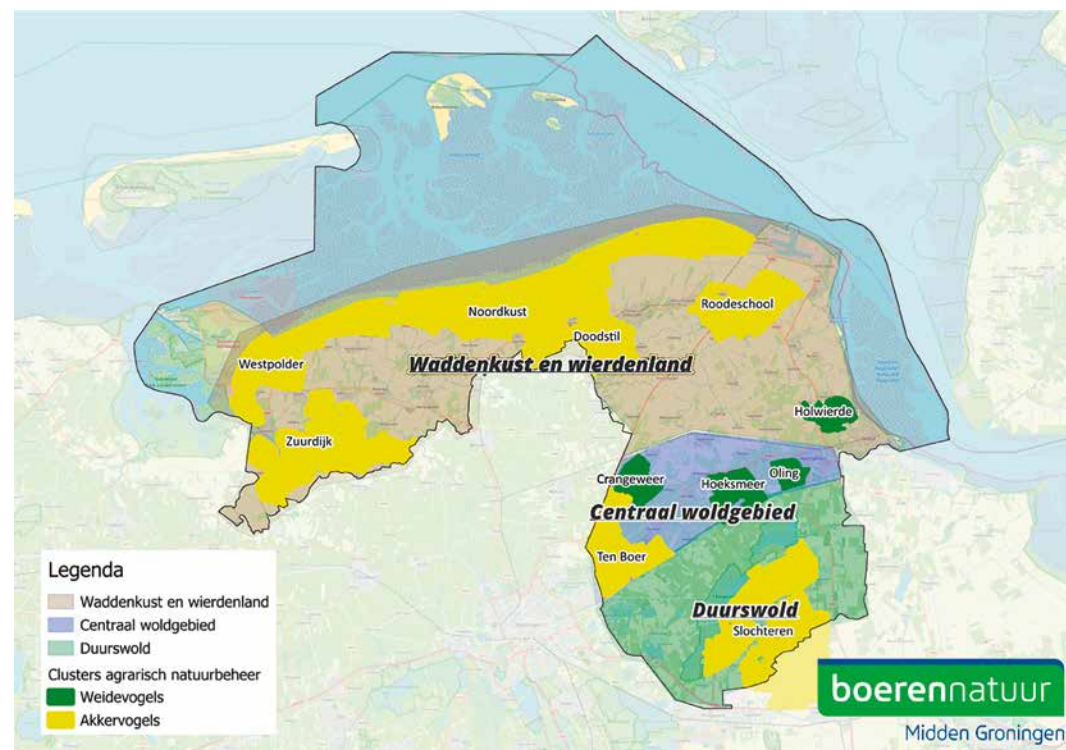 Noordkust
Roodeschool
Doodstil
Westpolder
Waddenkust en wierdenland
Holwierde
Zuurdijk
Crangeweer
Hoeksmeer
Oling
Centraal woldgebied
Ten Boer
Duurswold
Slochteren
Legenda
Waddenkust en wierdenland
Centraal woldgebied
Duurswold
Clusters agrarisch natuurbeheer
Weidevogels
Akkervogels
boerennatuur
Midden Groningen